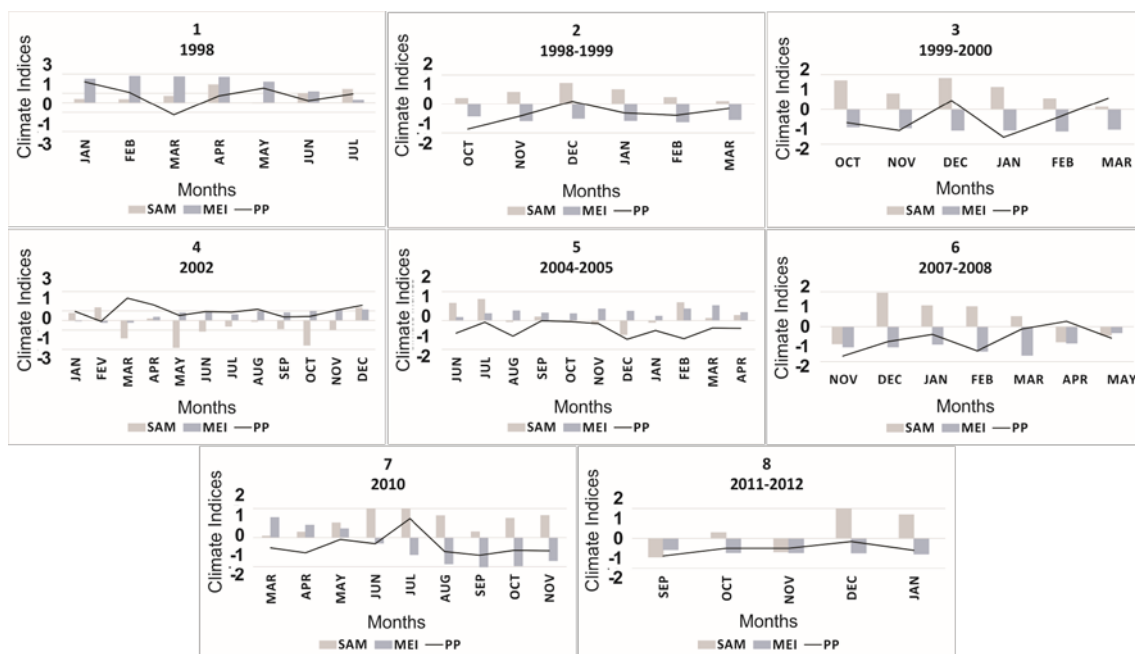 1
1998
Climate Indices
3
1
-1
-3
JAN FEB MAR APR MAY JUN JUL
Months
SAM MEI PP
2
1998-1999
Climate Indices
2
1
-1
-2
OCT NOV DEC JAN FEB MAR
Months
SAM MEI PP
3
1999-2000
Climate Indices
2
1
-1
-2
OCT NOV DEC JAN FEB MAR
Months
SAM MEI PP
4
2002
Climate Indices
3
1
-1
-3
JAN FEV MAR APR MAY JUN JUL AUG SEP OCT NOV DEC
Months
SAM MEI PP
5
2004-2005
Climate Indices
2
1
-1
-2
JUN JUL AUG SEP OCT NOV DEC JAN FEB MAR APR
Months
SAM MEI PP
6
2007-2008
Climate Indices
2
1
-1
-2
NOV DEC JAN FEB MAR APR MAY
Months
SAM MEI PP
7
2010
Climate Indices
2
1
-1
-2
MAR APR MAY JUN JUL AUG SEP OCT NOV
Months
SAM MEI PP
8
2011-2012
Climate Indices
2
1
-1
-2
SEP OCT NOV DEC JAN
Months
SAM MEI PP